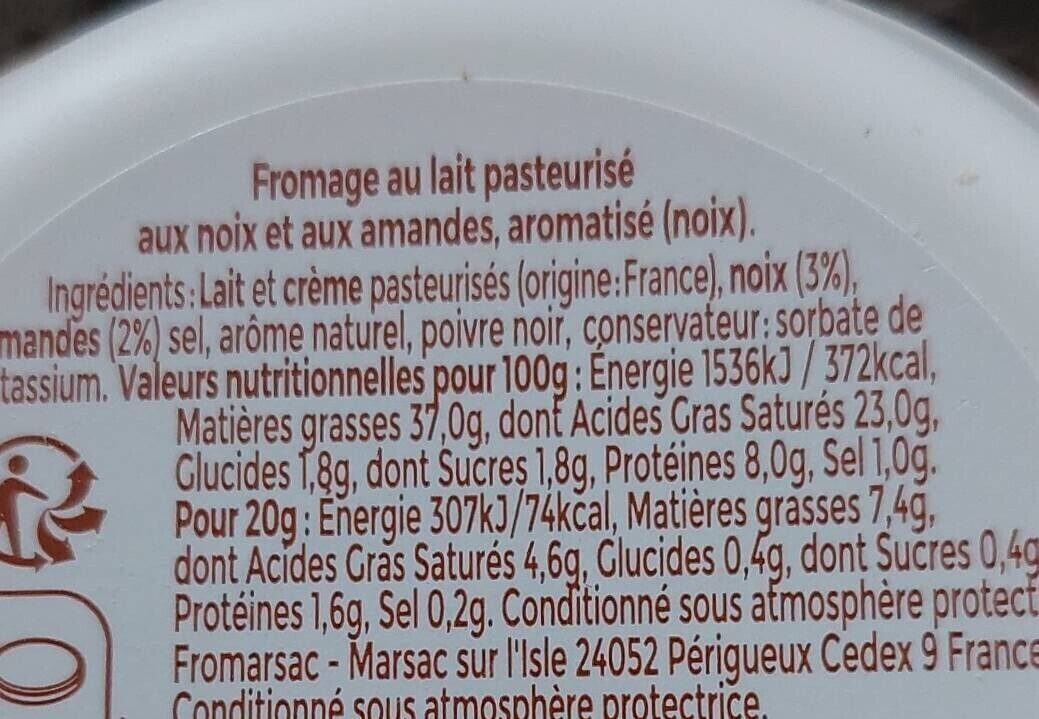 Fromage au lait pasteurisé
aux noix et aux amandes, aromatisé (noix).
Ingrédients : Lait et crème pasteurisés (origine: France), noix (3%),
mandes (2%) sel, arôme naturel, poivre noir, conservateur: sorbate de
tassium. Valeurs nutritionnelles pour 100g : Énergie 1536kJ / 372kcal,
Matières grasses 37,0g, dont Acides Gras Saturés 23,0g,
Glucides 1,8g, dont Sucres 1,8g, Protéines 8,0g, Sel 1,0g.
Pour 20g : Énergie 307kJ/74kcal, Matières grasses 7,4g,
dont Acides Gras Saturés 4,6g, Glucides 0,4g, dont Sucres 0,4g
Protéines 1,6g, Sel 0,2g. Conditionné sous atmosphère protect
Fromarsac - Marsac sur l'Isle 24052 Périgueux Cedex 9 France
Conditionné sous atmosphère protectrice.